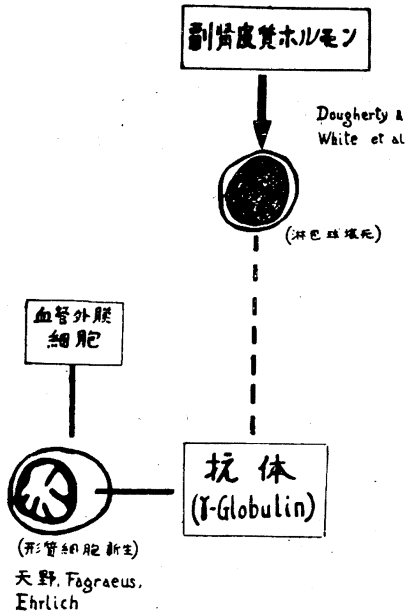 副腎皮質ホルモン
Dougherty &
White et al
(淋巴球壊死)
血管外膜
細胞
抗体
(γ-Globulin)
(形質細胞新生)
天野, Fagraeus,
Ehrlich